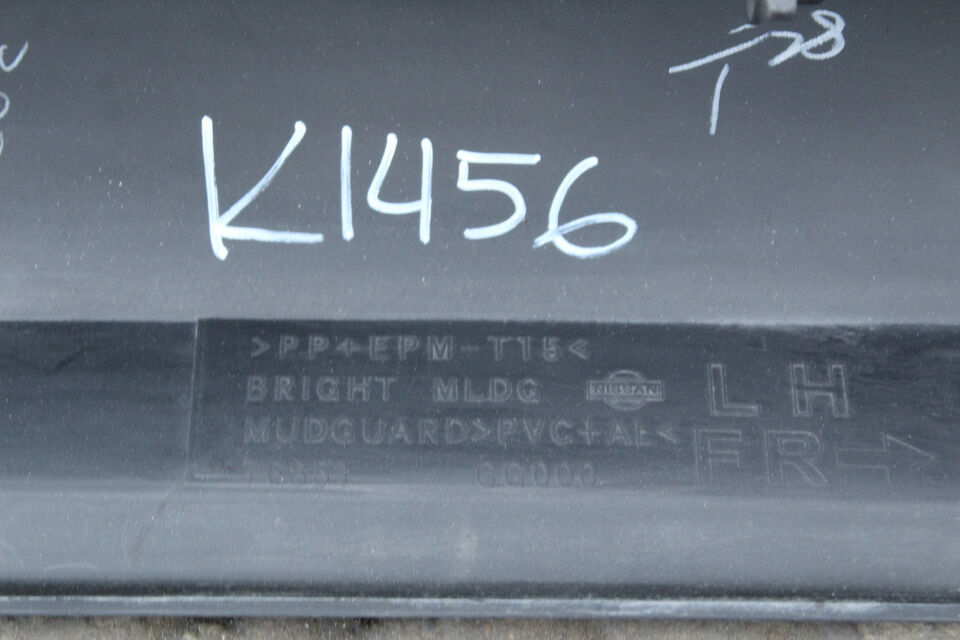 K1456
>PP+EPM-T15<
BRIGHT MLDG NISSAN LH
MUDGUARD>PVC+AL< FR